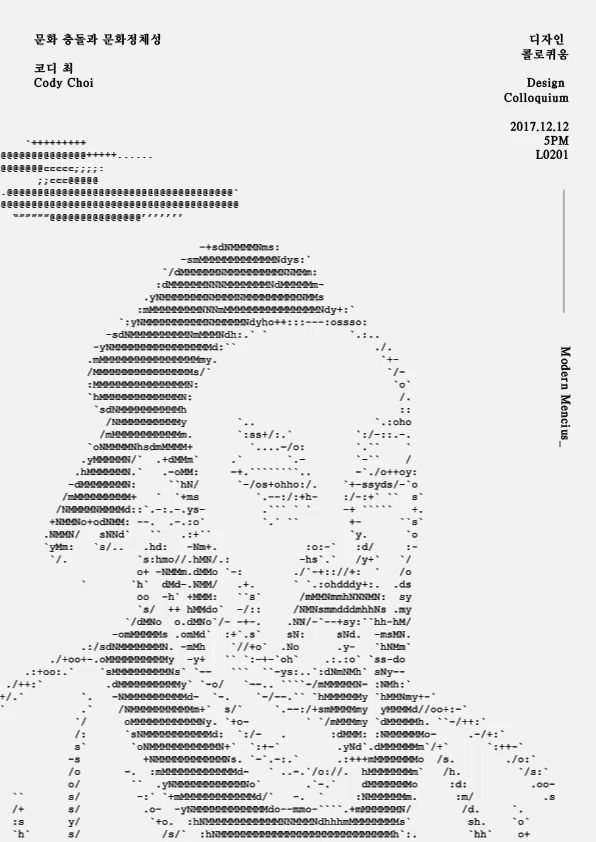 문화 충돌과 문화정체성
코디 최
Cody Choi
디자인
콜로퀴움
Design
Colloquium
2017.12.12
5PM
L0201
Modern Mencius_